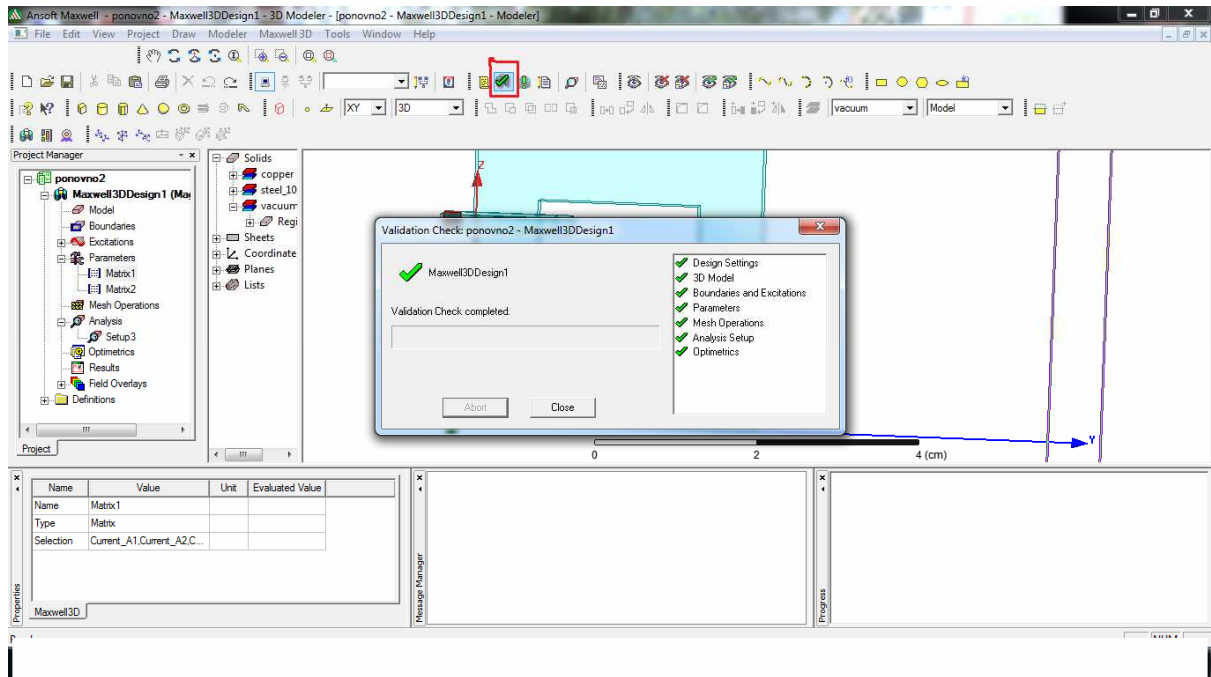 Ansoft Maxwell - ponovno2 - Maxwell3DDesign1 - 3D Modeler - [ponovno2 - Maxwell3DDesign1 - Modeler]
File Edit View Project Draw Modeler Maxwell 3D Tools Window Help
XY 3D vacuum Model
Project Manager
ponovno2
Maxwell3DDesign1 (Mag
Model
Boundaries
Excitations
Parameters
Matrix1
Matrix2
Mesh Operations
Analysis
Setup3
Optimetrics
Results
Field Overlays
Definitions
Project
Solids
copper
steel_10
vacuum
Regi
Sheets
Coordinate
Planes
Lists
Z
Validation Check: ponovno2 - Maxwell3DDesign1
Maxwell3DDesign1
Validation Check completed.
Abort Close
Design Settings
3D Model
Boundaries and Excitations
Parameters
Mesh Operations
Analysis Setup
Optimetrics
Y
0 2 4 (cm)
Name Value Unit Evaluated Value
Name Matrix1
Type Matrix
Selection Current_A1,Current_A2,C...
Maxwell3D
Properties
Message Manager
Progress